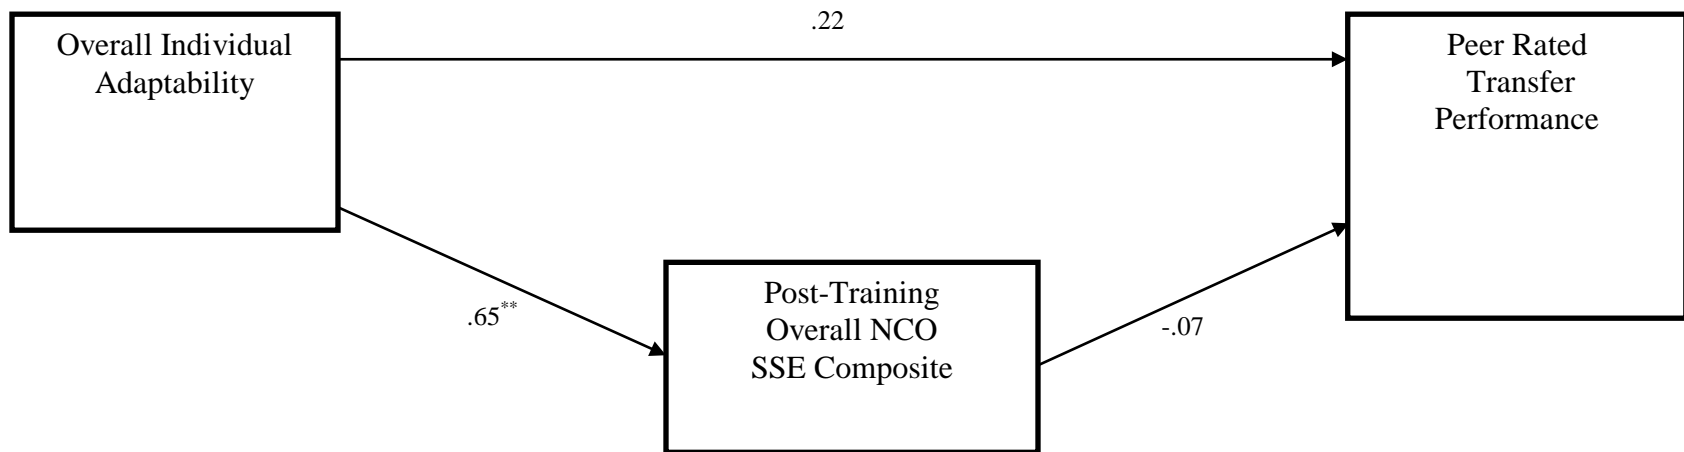 .22
Overall Individual
Adaptability
Peer Rated
Transfer
Performance
.65**
Post-Training
Overall NCO
SSE Composite
-.07